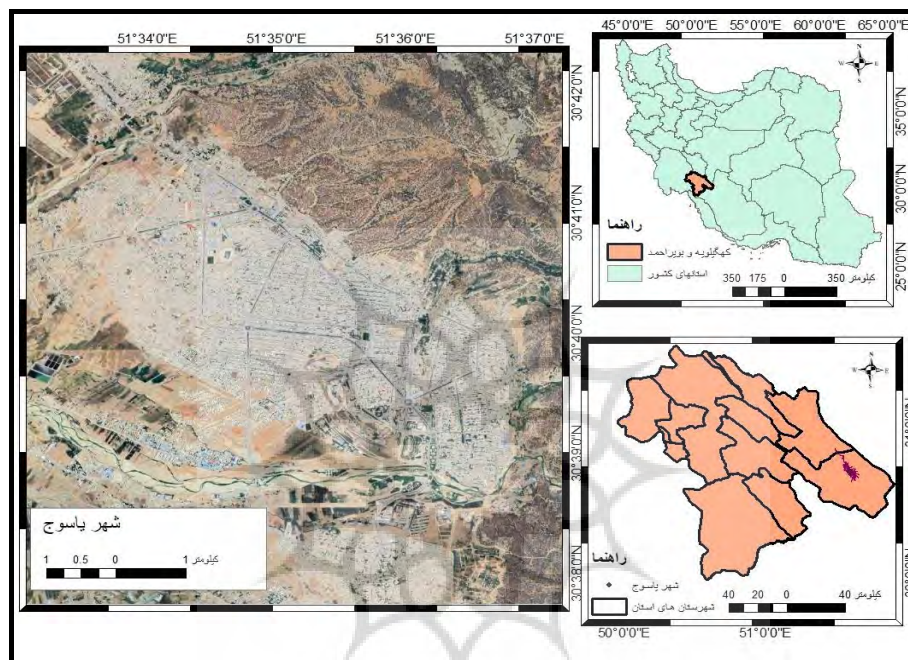 51°34'0"E 51°35'0"E 51°36'0"E 51°37'0"E
30°42'0"N
30°41'0"N
30°40'0"N
30°39'0"N
30°38'0"N
شهر یاسوج
1 0.5 0 1 کیلومتر
45°0'0"E 50°0'0"E 55°0'0"E 60°0'0"E 65°0'0"E
N
W E
S
35°0'0"N
30°0'0"N
25°0'0"N
راهنما
کهگیلویه و بویراحمد
استانهای کشور
350 175 0 350 کیلومتر
N
W E
S
راهنما
شهر یاسوج
شهرستان های استان
40 20 0 40 کیلومتر
50°0'0"E 51°0'0"E